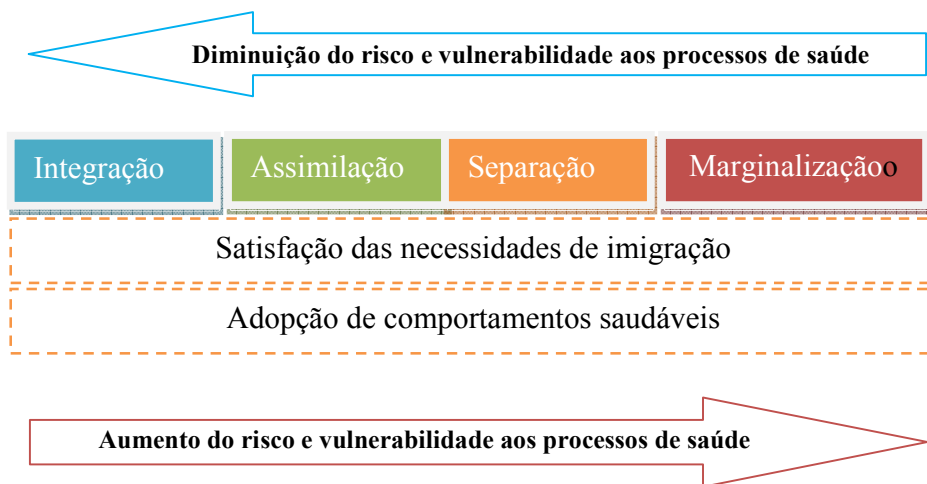 Diminuição do risco e vulnerabilidade aos processos de saúde
Integração
Assimilação
Separação
Marginalizaçãoo
Satisfação das necessidades de imigração
Adopção de comportamentos saudáveis
Aumento do risco e vulnerabilidade aos processos de saúde